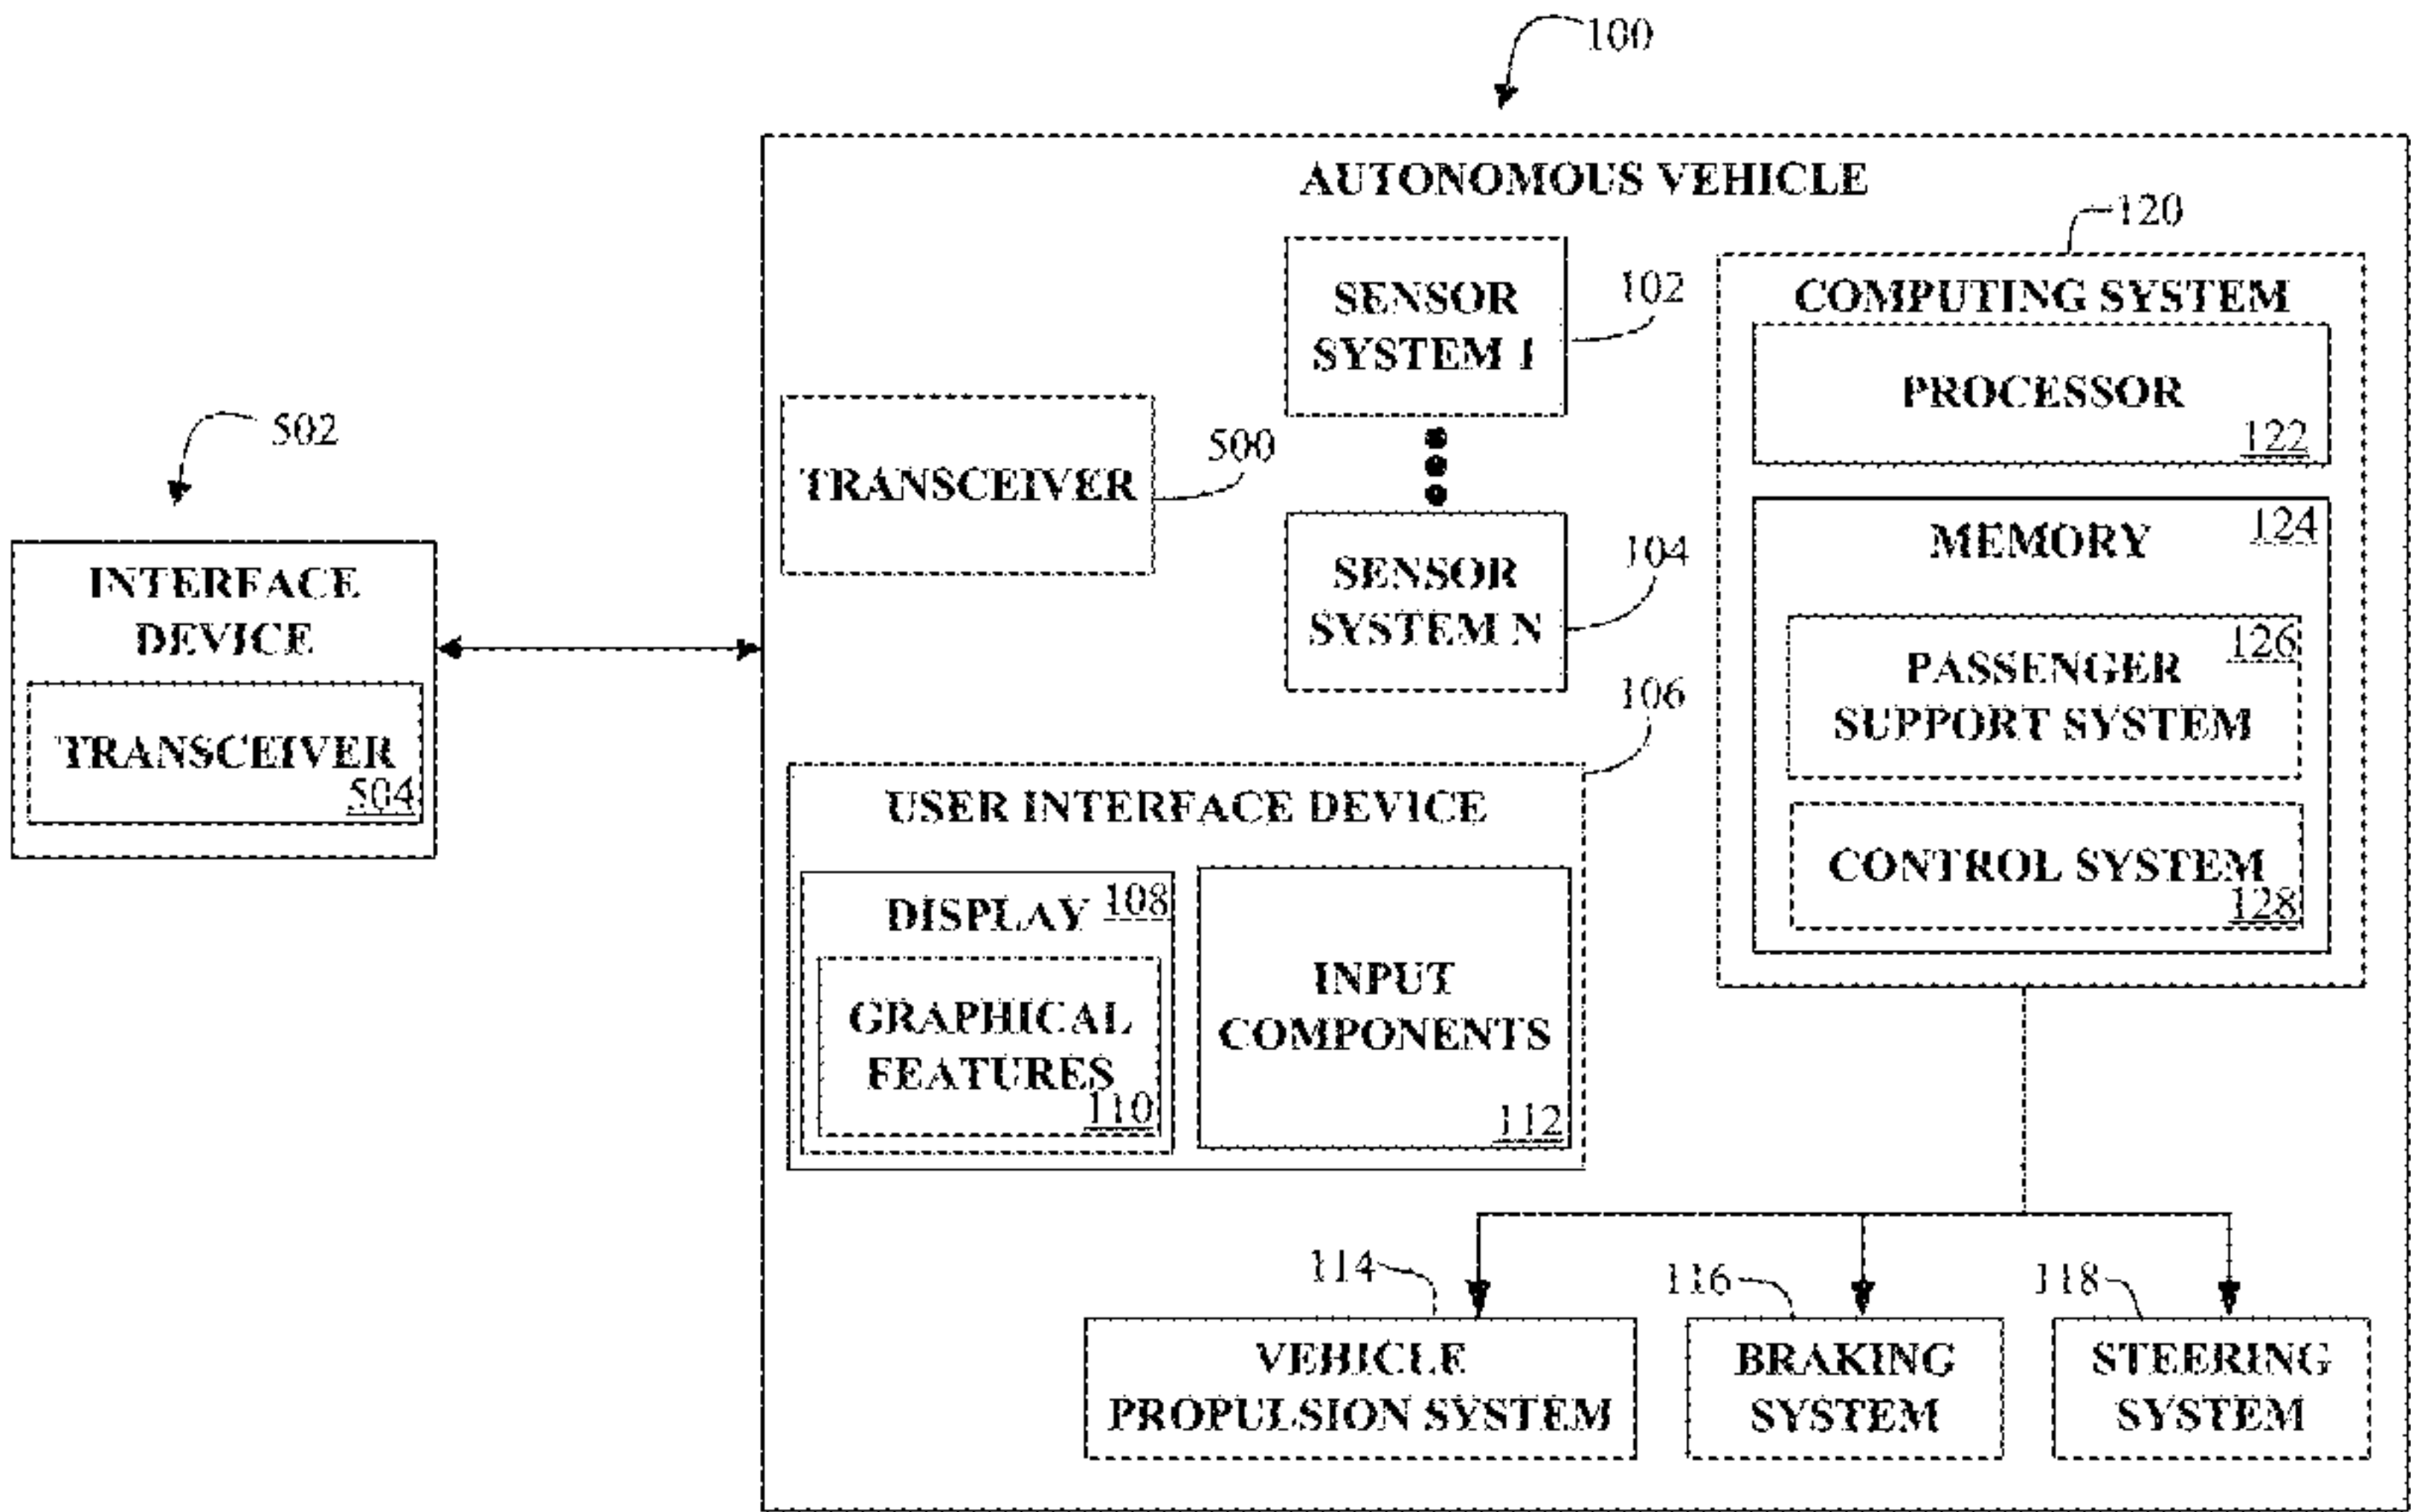 100
AUTONOMOUS VEHICLE
120
SENSOR
SYSTEM 1
102
COMPUTING SYSTEM
PROCESSOR
122
502
TRANSCEIVER
500
MEMORY
124
SENSOR
SYSTEM N
104
INTERFACE
DEVICE
TRANSCEIVER
504
126
PASSENGER
SUPPORT SYSTEM
106
USER INTERFACE DEVICE
CONTROL SYSTEM
128
DISPLAY 108
GRAPHICAL
FEATURES
110
INPUT
COMPONENTS
112
114
116
118
VEHICLE
PROPULSION SYSTEM
BRAKING
SYSTEM
STEERING
SYSTEM